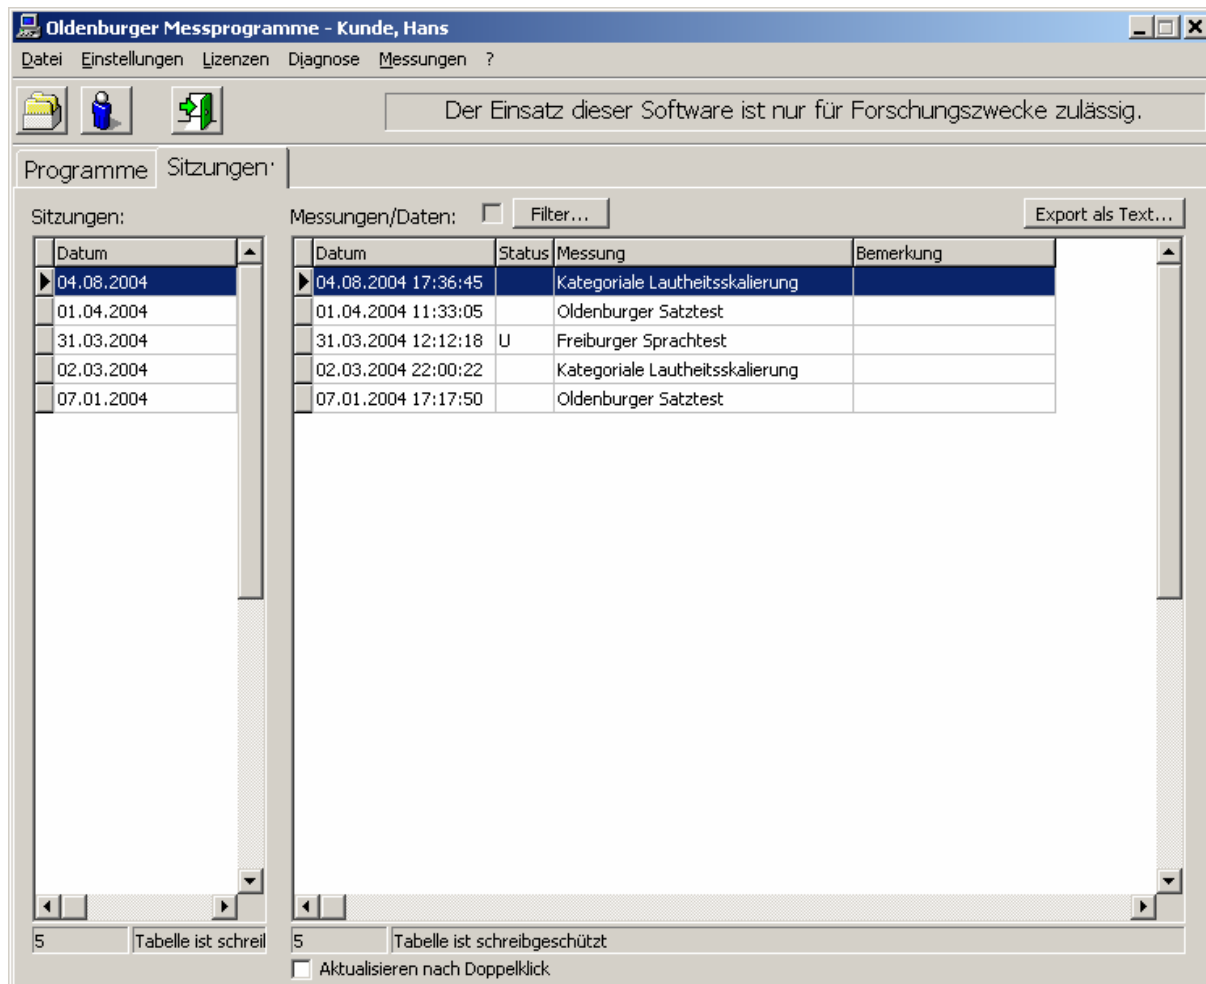 Oldenburger Messprogramme - Kunde, Hans
Datei Einstellungen Lizenzen Diagnose Messungen ?
Der Einsatz dieser Software ist nur für Forschungszwecke zulässig.
Programme Sitzungen
Sitzungen: Messungen/Daten: Filter... Export als Text...
Datum Datum Status Messung Bemerkung
04.08.2004 04.08.2004 17:36:45 Kategoriale Lautheitsskalierung
01.04.2004 01.04.2004 11:33:05 Oldenburger Satztest
31.03.2004 31.03.2004 12:12:18 U Freiburger Sprachtest
02.03.2004 02.03.2004 22:00:22 Kategoriale Lautheitsskalierung
07.01.2004 07.01.2004 17:17:50 Oldenburger Satztest
5 Tabelle ist schreil 5 Tabelle ist schreibgeschützt
Aktualisieren nach Doppelklick